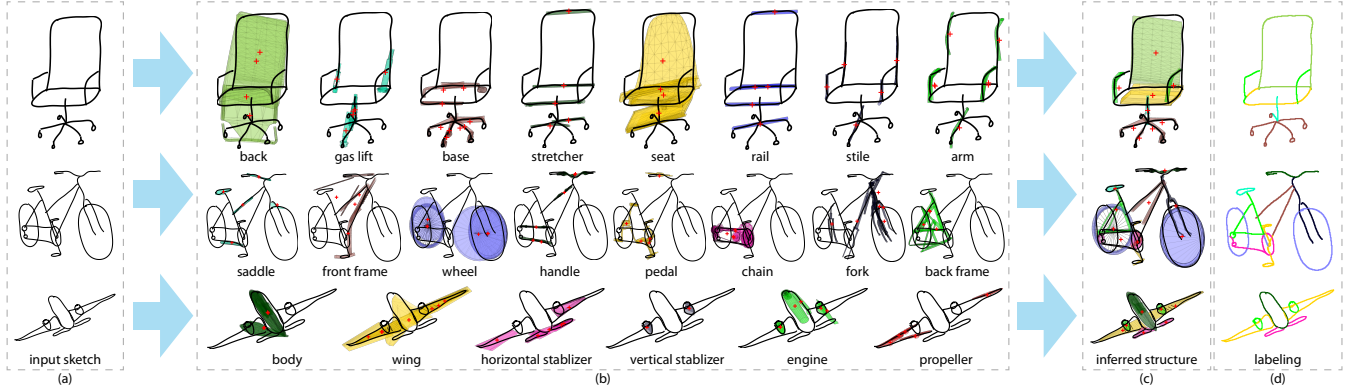 back gas lift base stretcher seat rail stile arm
saddle front frame wheel handle pedal chain fork back frame
input sketch body wing horizontal stablizer vertical stablizer engine propeller inferred structure labeling
(a) (b) (c) (d)